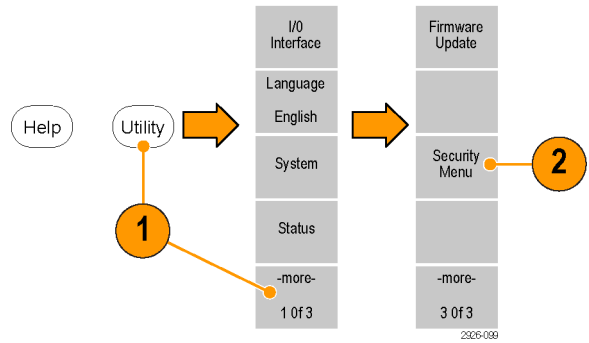 Help
Utility
1
I/O
Interface
Language
English
System
Status
-more-
1 Of 3
Firmware
Update
Security
Menu
-more-
3 Of 3
2
2926-099